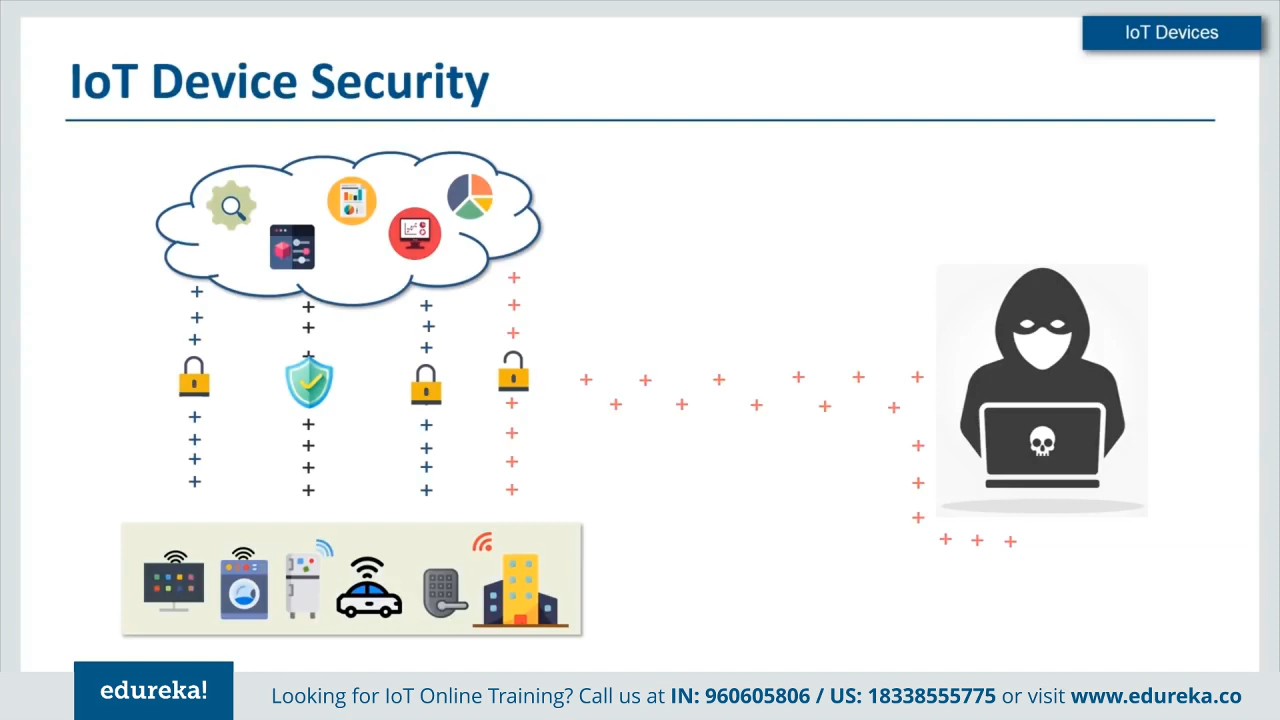 IoT Devices
IoT Device Security
edureka!
Looking for IoT Online Training? Call us at IN: 960605806 / US: 18338555775 or visit www.edureka.co